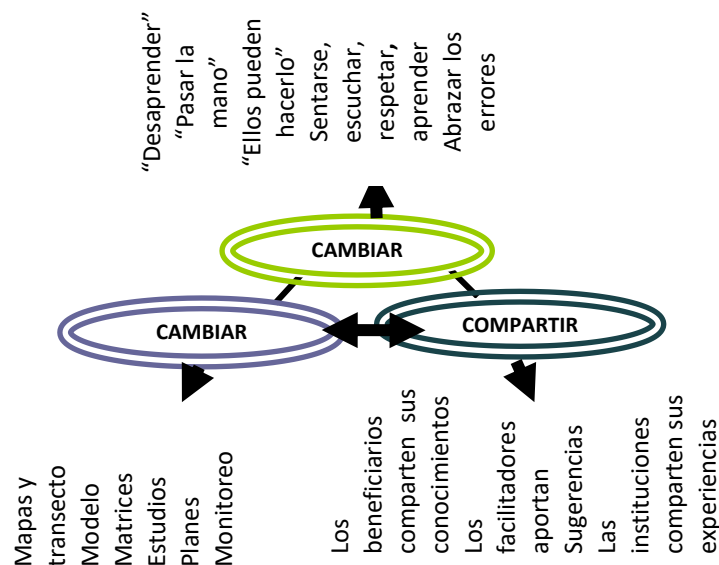 “Desaprender”
“Pasar la
mano”
“Ellos pueden
hacerlo”
Sentarse,
escuchar,
respetar,
aprender
Abrazar los
errores
CAMBIAR
CAMBIAR
COMPARTIR
Mapas y
transecto
Modelo
Matrices
Estudios
Planes
Monitoreo
Los
beneficiarios
comparten sus
conocimientos
Los
facilitadores
aportan
Sugerencias
Las
instituciones
comparten sus
experiencias